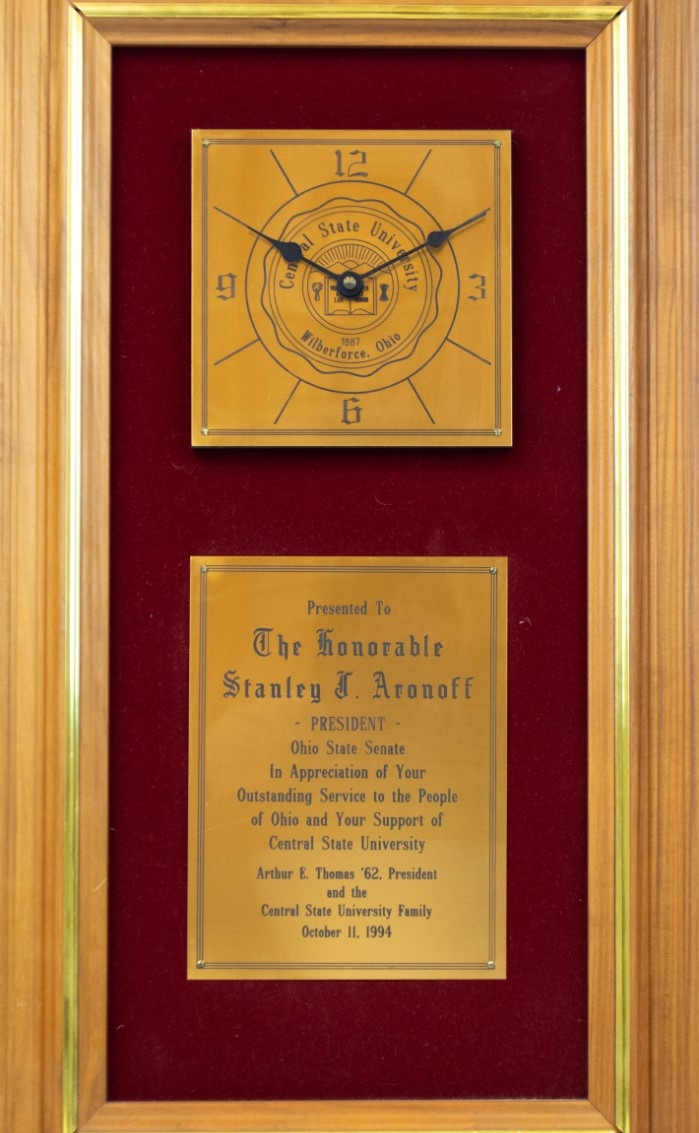 12
Central State University
9
3
1887
Wilberforce, Ohio
6
Presented To
The Honorable
Stanley J. Aronoff
- PRESIDENT -
Ohio State Senate
In Appreciation of Your
Outstanding Service to the People
of Ohio and Your Support of
Central State University
Arthur E. Thomas '62, President
and the
Central State University Family
October 11, 1994